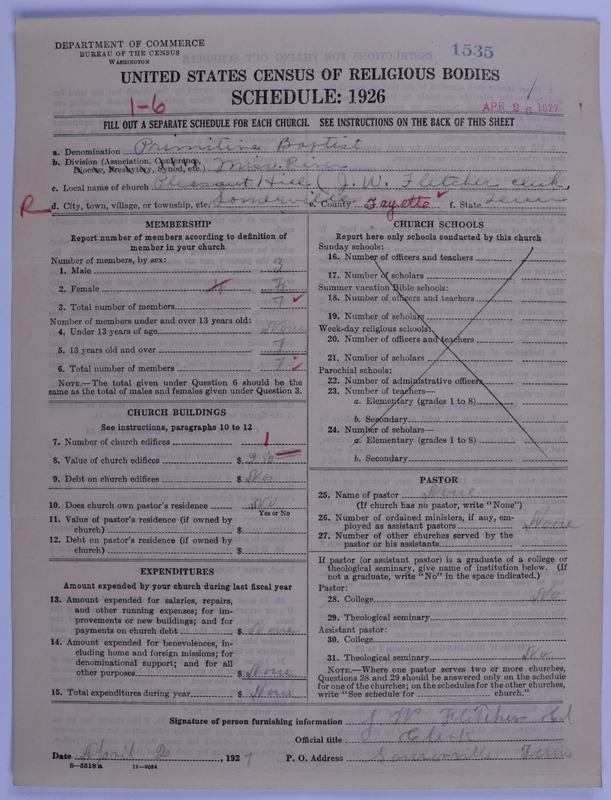 DEPARTMENT OF COMMERCE
BUREAU OF THE CENSUS
WASHINGTON
1535
UNITED STATES CENSUS OF RELIGIOUS BODIES
SCHEDULE: 1926
1-6
APR 26 1927
FILL OUT A SEPARATE SCHEDULE FOR EACH CHURCH. SEE INSTRUCTIONS ON THE BACK OF THIS SHEET
a. Denomination Primitive Baptist
b. Division (Association, Conference, Diocese, Presbytery, Synod, etc.) Miss River
c. Local name of church Pleasant Hill (J. W. Fletcher clerk,
R d. City, town, village, or township, etc. Somerville e. County Fayette f. State Tenn
MEMBERSHIP
Report number of members according to definition of member in your church
Number of members, by sex:
1. Male 3
2. Female 4
3. Total number of members 7
Number of members under and over 13 years old:
4. Under 13 years of age None
5. 13 years old and over 7
6. Total number of members 7
NOTE.—The total given under Question 6 should be the
same as the total of males and females given under Question 3.
CHURCH BUILDINGS
See instructions, paragraphs 10 to 12
7. Number of church edifices 1
8. Value of church edifices $
9. Debt on church edifices $ No
10. Does church own pastor's residence? No
Yes or No
11. Value of pastor's residence (if owned by
church) $
12. Debt on pastor's residence (if owned by
church) $
EXPENDITURES
Amount expended by your church during last fiscal year
13. Amount expended for salaries, repairs,
and other running expenses; for im-
provements or new buildings; and for
payments on church debt $ None
14. Amount expended for benevolences, in-
cluding home and foreign missions; for
denominational support; and for all
other purposes $ None
15. Total expenditures during year $ None
CHURCH SCHOOLS
Report here only schools conducted by this church
Sunday schools:
16. Number of officers and teachers
17. Number of scholars
Summer vacation Bible schools:
18. Number of officers and teachers
19. Number of scholars
Week-day religious schools:
20. Number of officers and teachers
21. Number of scholars
Parochial schools:
22. Number of administrative officers
23. Number of teachers—
a. Elementary (grades 1 to 8)
b. Secondary
24. Number of scholars—
a. Elementary (grades 1 to 8)
b. Secondary
PASTOR
25. Name of pastor None
(If church has no pastor, write "None")
26. Number of ordained ministers, if any, em-
ployed as assistant pastors None
27. Number of other churches served by the
pastor or his assistants
If pastor (or assistant pastor) is a graduate of a college or
theological seminary, give name of institution below. (If
not a graduate, write "No" in the space indicated.)
Pastor:
28. College No
29. Theological seminary
Assistant pastor:
30. College
31. Theological seminary No
NOTE.—Where one pastor serves two or more churches,
Questions 28 and 29 should be answered only on the schedule
for one of the churches; on the schedules for the other churches,
write "See schedule for church."
Signature of person furnishing information J W Fletcher Cl
Official title Clerk
Date April 2, 1927 P. O. Address Somerville Tenn
6—5518a 11—9684